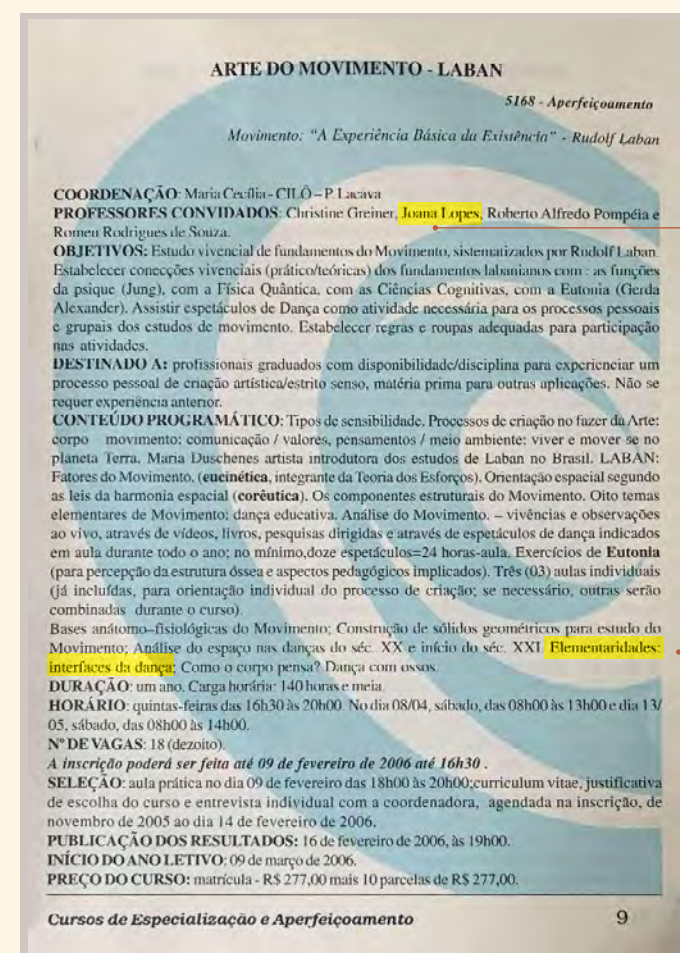 ARTE DO MOVIMENTO - LABAN
5168 - Aperfeiçoamento
Movimento: “A Experiência Básica da Existência” - Rudolf Laban
COORDENAÇÃO: Maria Cecília - CILÔ – P. Lacava
PROFESSORES CONVIDADOS: Christine Greiner, Joana Lopes, Roberto Alfredo Pompéia e
Romeu Rodrigues de Souza.
OBJETIVOS: Estudo vivencial de fundamentos do Movimento, sistematizados por Rudolf Laban.
Estabelecer conecções vivenciais (prático/teóricas) dos fundamentos labanianos com : as funções
da psique (Jung), com a Física Quântica, com as Ciências Cognitivas, com a Eutonia (Gerda
Alexander). Assistir espetáculos de Dança como atividade necessária para os processos pessoais
e grupais dos estudos de movimento. Estabelecer regras e roupas adequadas para participação
nas atividades.
DESTINADO A: profissionais graduados com disponibilidade/disciplina para experienciar um
processo pessoal de criação artística/estrito senso, matéria prima para outras aplicações. Não se
requer experiência anterior.
CONTEÚDO PROGRAMÁTICO: Tipos de sensibilidade. Processos de criação no fazer da Arte:
corpo movimento: comunicação / valores, pensamentos / meio ambiente: viver e mover se no
planeta Terra. Maria Duschenes artista introdutora dos estudos de Laban no Brasil. LABAN:
Fatores do Movimento, (eucinética, integrante da Teoria dos Esforços). Orientação espacial segundo
as leis da harmonia espacial (corêutica). Os componentes estruturais do Movimento. Oito temas
elementares de Movimento; dança educativa. Análise do Movimento. – vivências e observações
ao vivo, através de vídeos, livros, pesquisas dirigidas e através de espetáculos de dança indicados
em aula durante todo o ano; no mínimo,doze espetáculos=24 horas-aula. Exercícios de Eutonia
(para percepção da estrutura óssea e aspectos pedagógicos implicados). Três (03) aulas individuais
(já incluídas, para orientação individual do processo de criação; se necessário, outras serão
combinadas durante o curso).
Bases anátomo–fisiológicas do Movimento; Construção de sólidos geométricos para estudo do
Movimento; Análise do espaço nas danças do séc. XX e início do séc. XXI. Elementaridades:
interfaces da dança; Como o corpo pensa? Dança com ossos.
DURAÇÃO: um ano. Carga horária: 140 horas e meia.
HORÁRIO: quintas-feiras das 16h30 às 20h00. No dia 08/04, sábado, das 08h00 às 13h00 e dia 13/
05, sábado, das 08h00 às 14h00.
Nº DE VAGAS: 18 (dezoito).
A inscrição poderá ser feita até 09 de fevereiro de 2006 até 16h30 .
SELEÇÃO: aula prática no dia 09 de fevereiro das 18h00 às 20h00;curriculum vitae, justificativa
de escolha do curso e entrevista individual com a coordenadora, agendada na inscrição, de
novembro de 2005 ao dia 14 de fevereiro de 2006.
PUBLICAÇÃO DOS RESULTADOS: 16 de fevereiro de 2006, às 19h00.
INÍCIO DO ANO LETIVO: 09 de março de 2006.
PREÇO DO CURSO: matrícula - R$ 277,00 mais 10 parcelas de R$ 277,00.
Cursos de Especialização e Aperfeiçoamento 9